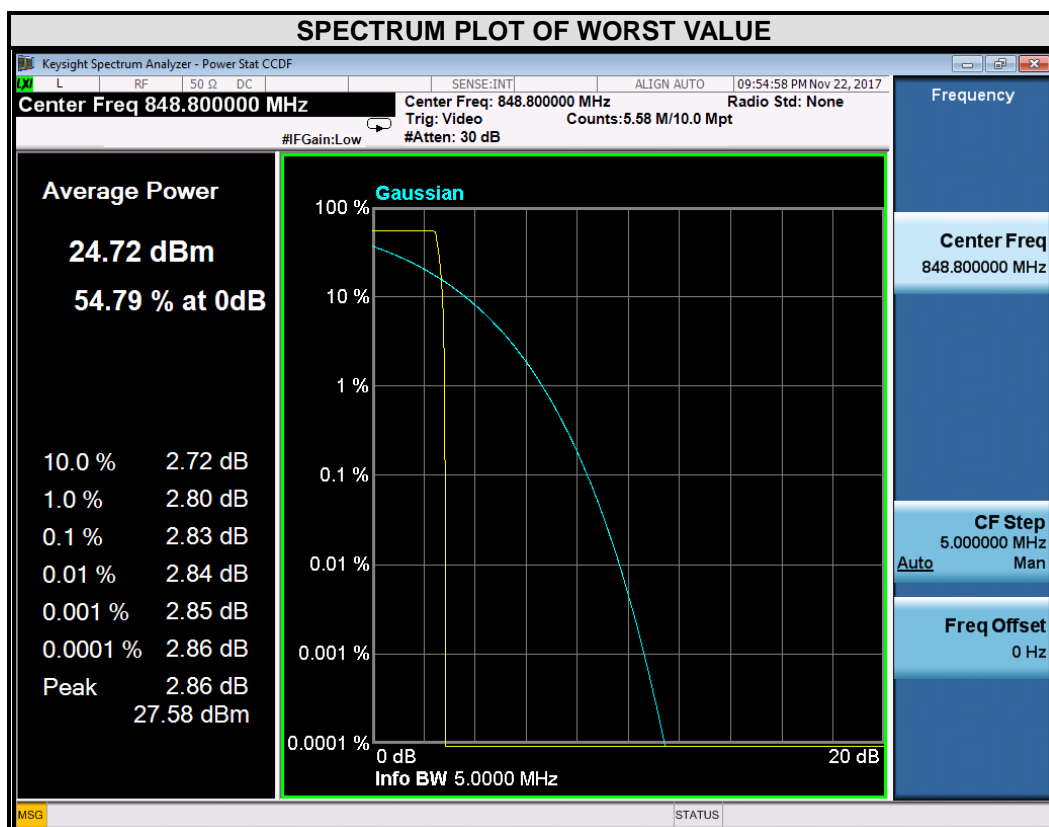 SPECTRUM PLOT OF WORST VALUE
Keysight Spectrum Analyzer - Power Stat CCDF
LXI L RF 50 Ω DC SENSE:INT ALIGN AUTO 09:54:58 PM Nov 22, 2017
Center Freq 848.800000 MHz
Center Freq: 848.800000 MHz Radio Std: None
Trig: Video Counts:5.58 M/10.0 Mpt
#IFGain:Low #Atten: 30 dB
Frequency
Average Power
24.72 dBm
54.79 % at 0dB
10.0 % 2.72 dB
1.0 % 2.80 dB
0.1 % 2.83 dB
0.01 % 2.84 dB
0.001 % 2.85 dB
0.0001 % 2.86 dB
Peak 2.86 dB
27.58 dBm
Gaussian
100 %
10 %
1 %
0.1 %
0.01 %
0.001 %
0.0001 %
0 dB 20 dB
Info BW 5.0000 MHz
Center Freq
848.800000 MHz
CF Step
5.000000 MHz
Auto Man
Freq Offset
0 Hz
MSG STATUS